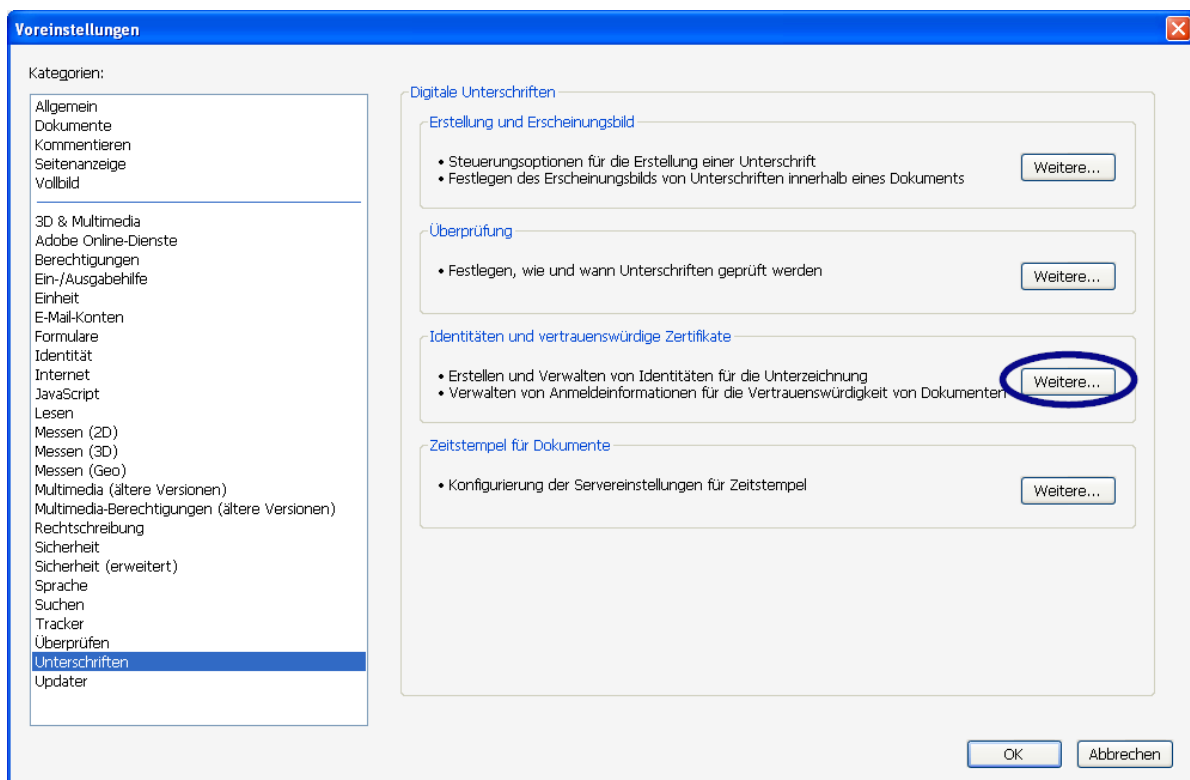 Voreinstellungen
Kategorien:
Allgemein
Dokumente
Kommentieren
Seitenanzeige
Vollbild
3D & Multimedia
Adobe Online-Dienste
Berechtigungen
Ein-/Ausgabehilfe
Einheit
E-Mail-Konten
Formulare
Identität
Internet
JavaScript
Lesen
Messen (2D)
Messen (3D)
Messen (Geo)
Multimedia (ältere Versionen)
Multimedia-Berechtigungen (ältere Versionen)
Rechtschreibung
Sicherheit
Sicherheit (erweitert)
Sprache
Suchen
Tracker
Überprüfen
Unterschriften
Updater
Digitale Unterschriften
Erstellung und Erscheinungsbild
• Steuerungsoptionen für die Erstellung einer Unterschrift
• Festlegen des Erscheinungsbilds von Unterschriften innerhalb eines Dokuments
Weitere...
Überprüfung
• Festlegen, wie und wann Unterschriften geprüft werden
Weitere...
Identitäten und vertrauenswürdige Zertifikate
• Erstellen und Verwalten von Identitäten für die Unterzeichnung
• Verwalten von Anmeldeinformationen für die Vertrauenswürdigkeit von Dokumenten
Weitere...
Zeitstempel für Dokumente
• Konfigurierung der Servereinstellungen für Zeitstempel
Weitere...
OK
Abbrechen